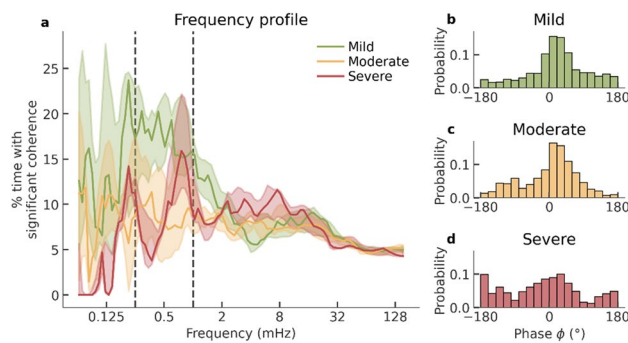 a
Frequency profile
Mild
Moderate
Severe
% time with
significant coherence
25
20
15
10
5
0
0.125
0.5
2
8
32
128
Frequency (mHz)
b
Mild
Probability
0.1
0.0
−180
0
180
c
Moderate
Probability
0.1
0.0
−180
0
180
d
Severe
Probability
0.1
0.0
−180
0
180
Phase ϕ (°)